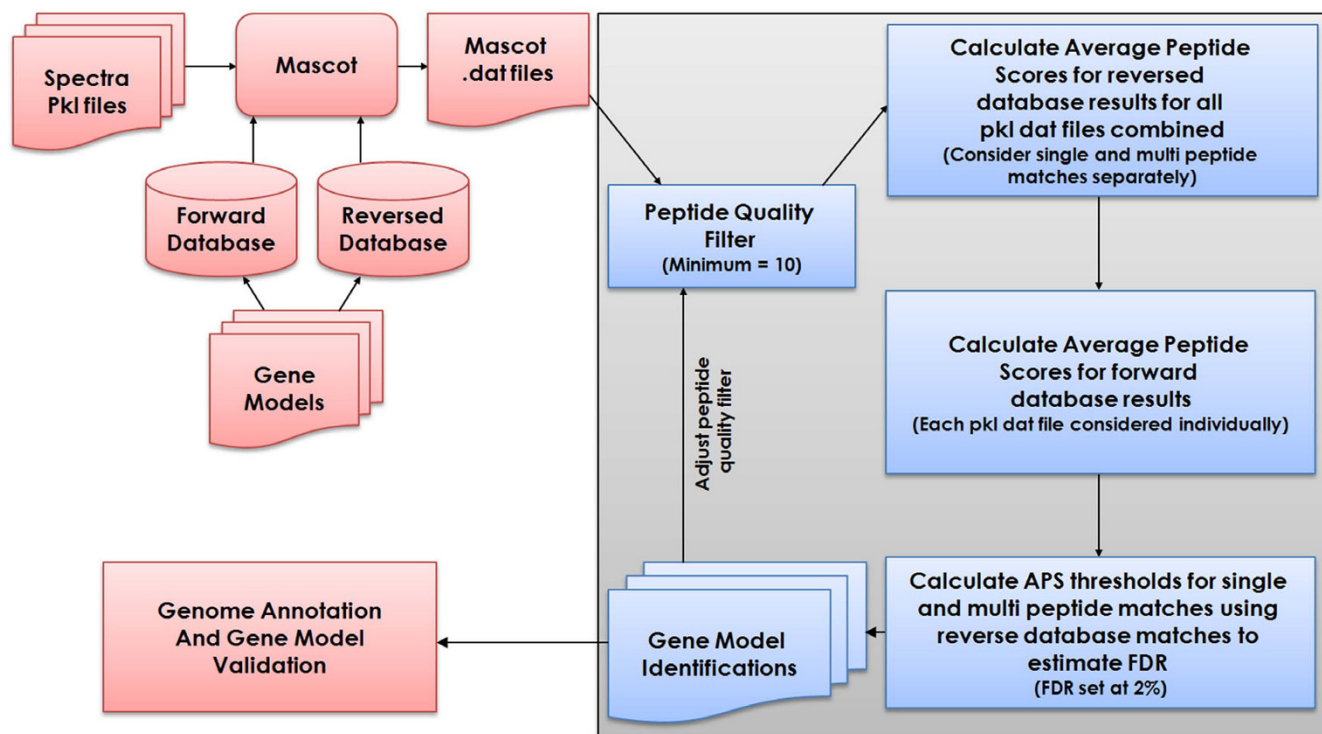 Spectra
Pkl files
Mascot
Mascot
.dat files
Forward
Database
Reversed
Database
Gene
Models
Peptide Quality
Filter
(Minimum = 10)
Calculate Average Peptide
Scores for reversed
database results for all
pkl dat files combined
(Consider single and multi peptide
matches separately)
Calculate Average Peptide
Scores for forward
database results
(Each pkl dat file considered individually)
Calculate APS thresholds for single
and multi peptide matches using
reverse database matches to
estimate FDR
(FDR set at 2%)
Gene Model
Identifications
Adjust peptide
quality filter
Genome Annotation
And Gene Model
Validation